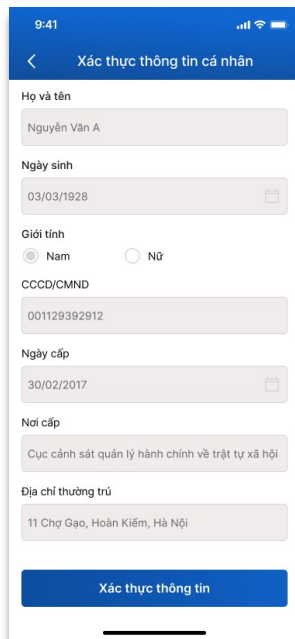 9:41
Xác thực thông tin cá nhân
Họ và tên
Nguyễn Văn A
Ngày sinh
03/03/1928
Giới tính
Nam Nữ
CCCD/CMND
001129392912
Ngày cấp
30/02/2017
Nơi cấp
Cục cảnh sát quản lý hành chính về trật tự xã hội
Địa chỉ thường trú
11 Chợ Gạo, Hoàn Kiếm, Hà Nội
Xác thực thông tin